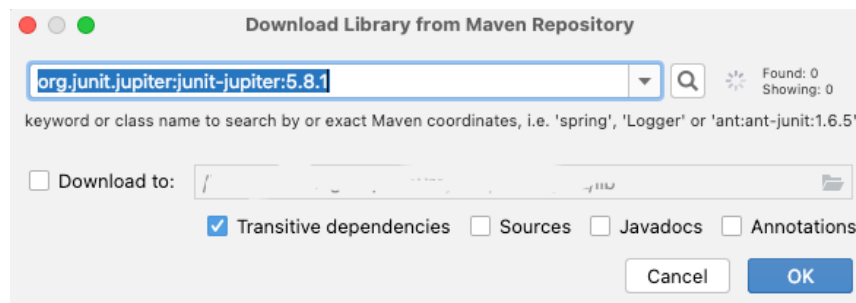 Download Library from Maven Repository
org.junit.jupiter:junit-jupiter:5.8.1
Found: 0
Showing: 0
keyword or class name to search by or exact Maven coordinates, i.e. 'spring', 'Logger' or 'ant:ant-junit:1.6.5'
Download to:
Transitive dependencies Sources Javadocs Annotations
Cancel OK